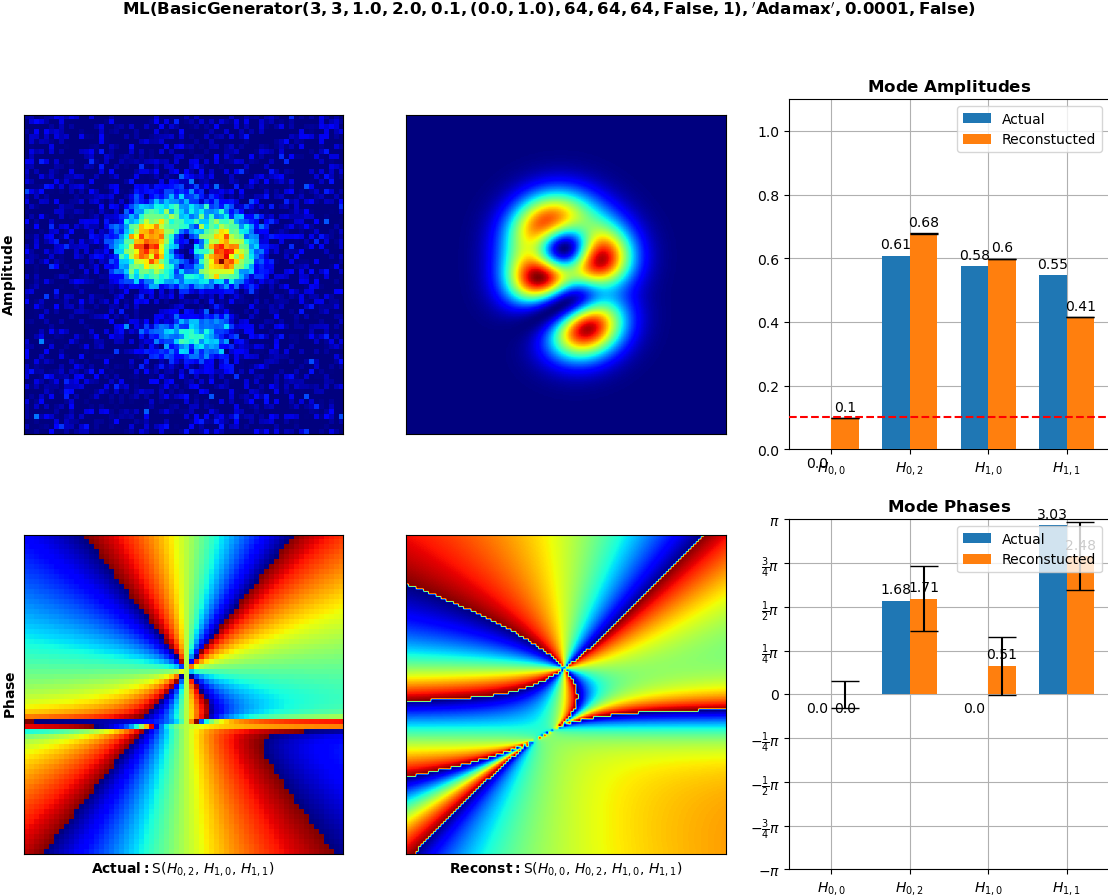 ML(BasicGenerator(3, 3, 1.0, 2.0, 0.1, (0.0, 1.0), 64, 64, 64, False, 1), ′Adamax′, 0.0001, False)
Mode Amplitudes
Actual
Reconstucted
1.0
0.8
0.6
0.4
0.2
0.0
0.0
0.1
0.61
0.68
0.58
0.6
0.55
0.41
H0,0
H0,2
H1,0
H1,1
Amplitude
Mode Phases
Actual
Reconstucted
π
3/4π
1/2π
1/4π
0
−1/4π
−1/2π
−3/4π
−π
0.0
0.0
1.68
1.71
0.0
0.51
3.03
2.48
H0,0
H0,2
H1,0
H1,1
Phase
Actual: S(H0,2, H1,0, H1,1)
Reconst: S(H0,0, H0,2, H1,0, H1,1)